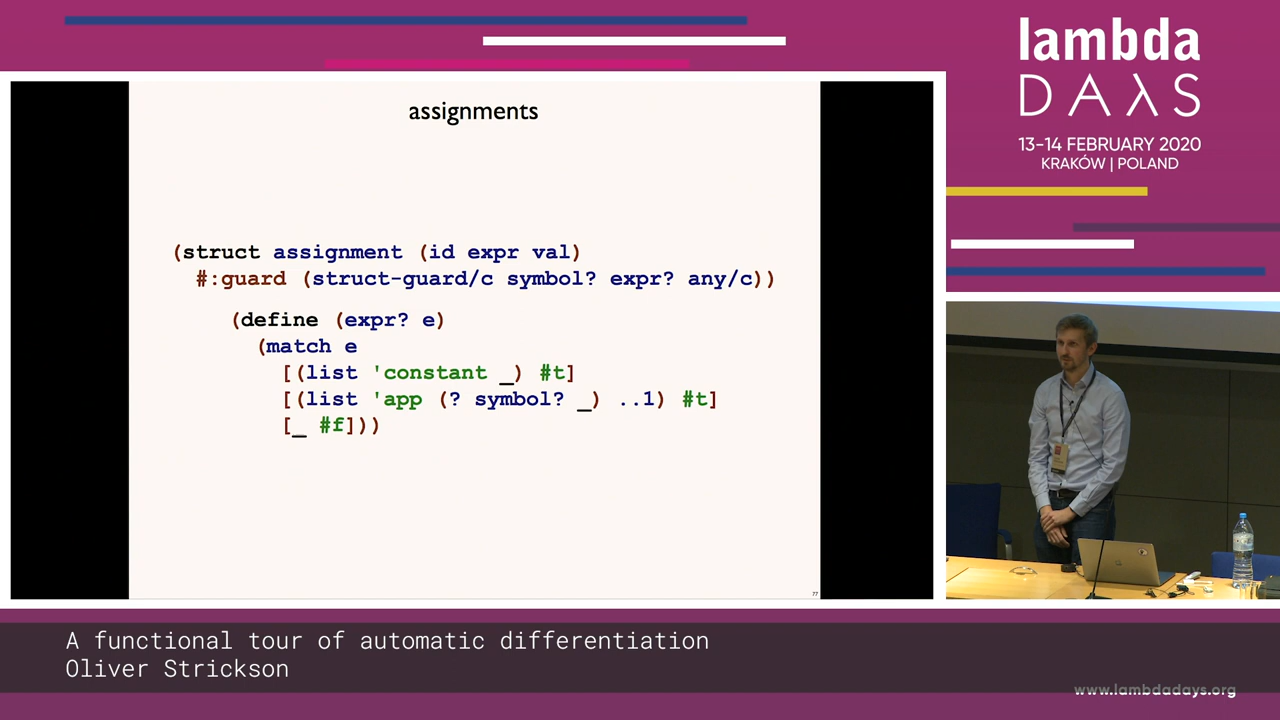 lambda
DAλS
13-14 FEBRUARY 2020
KRAKÓW | POLAND
assignments
(struct assignment (id expr val)
#:guard (struct-guard/c symbol? expr? any/c))
(define (expr? e)
(match e
[(list 'constant _) #t]
[(list 'app (? symbol? _) ..1) #t]
[_ #f]))
77
A functional tour of automatic differentiation
Oliver Strickson
www.lambdadays.org